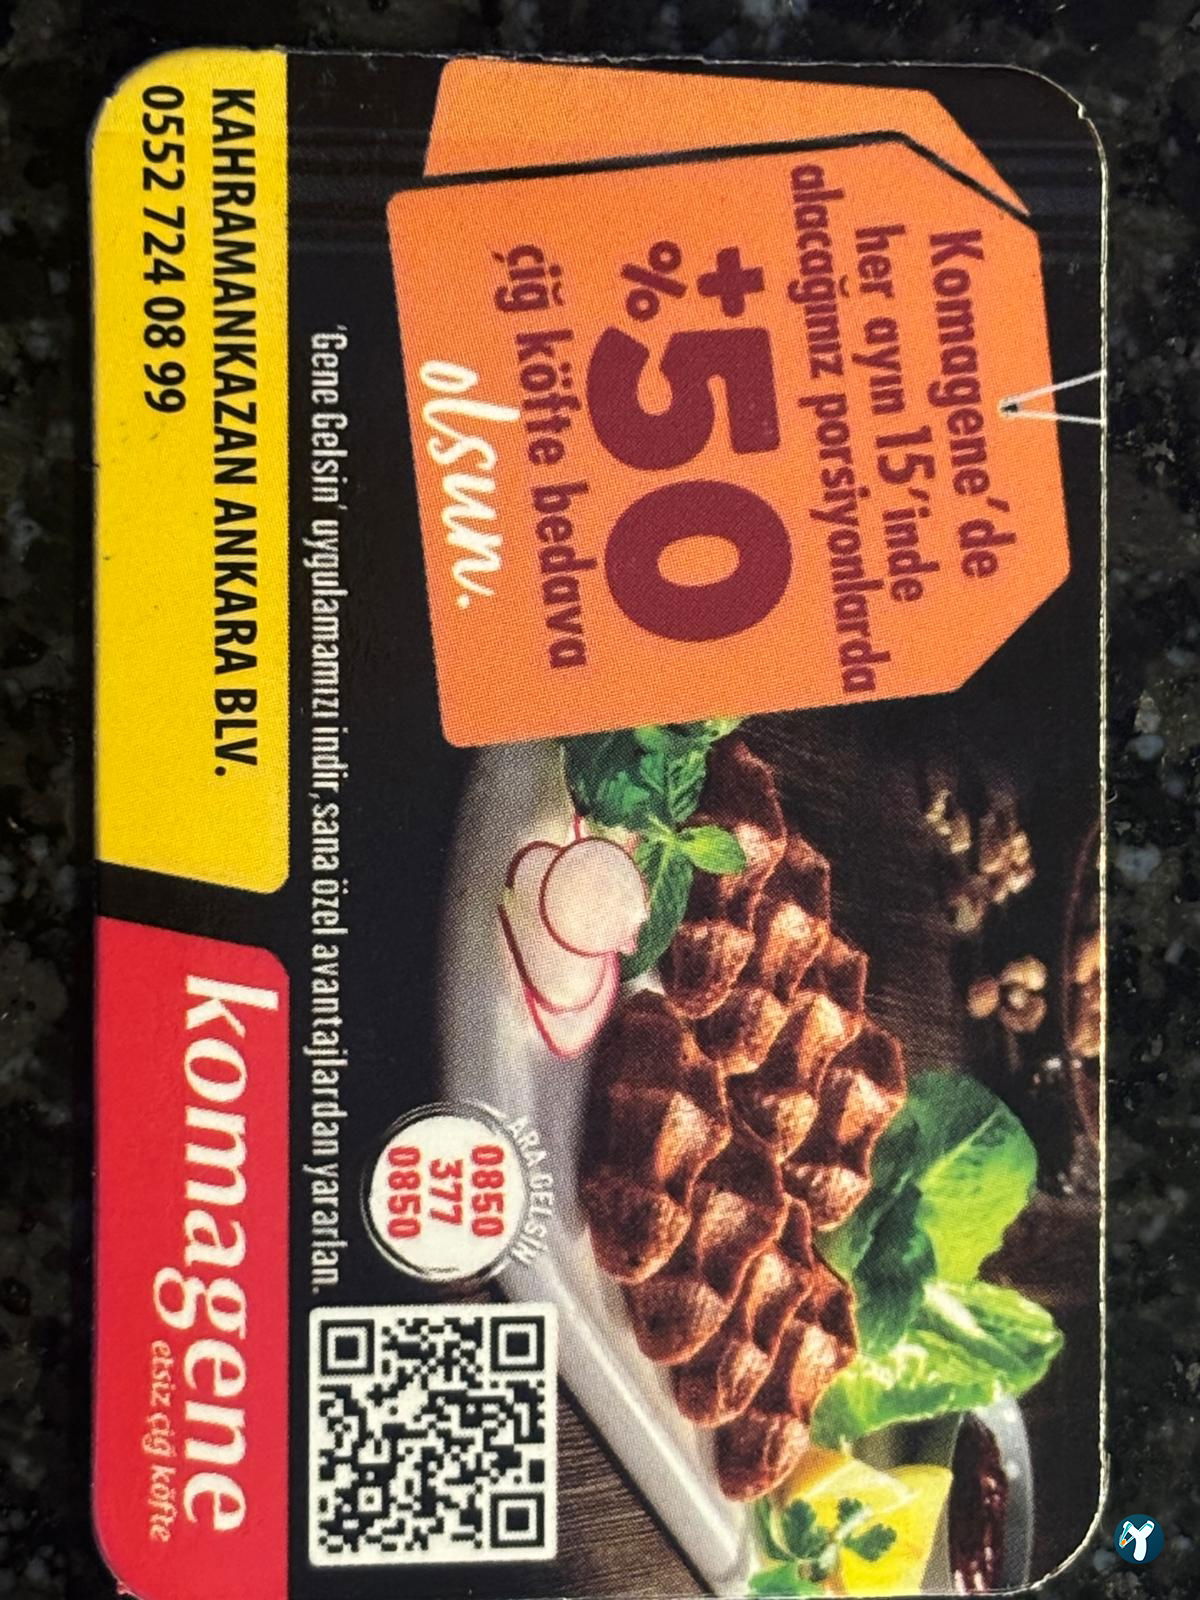 Komagene'de
her ayın 15'inde
alacağınız porsiyonlarda
+%50
çiğ köfte bedava
olsun.
ARA GELSİN
0850
377
0850
'Gene Gelsin' uygulamamızı indir, sana özel avantajlardan yararlan.
KAHRAMANKAZAN ANKARA BLV.
0552 724 08 99
komagene
etsiz çiğ köfte